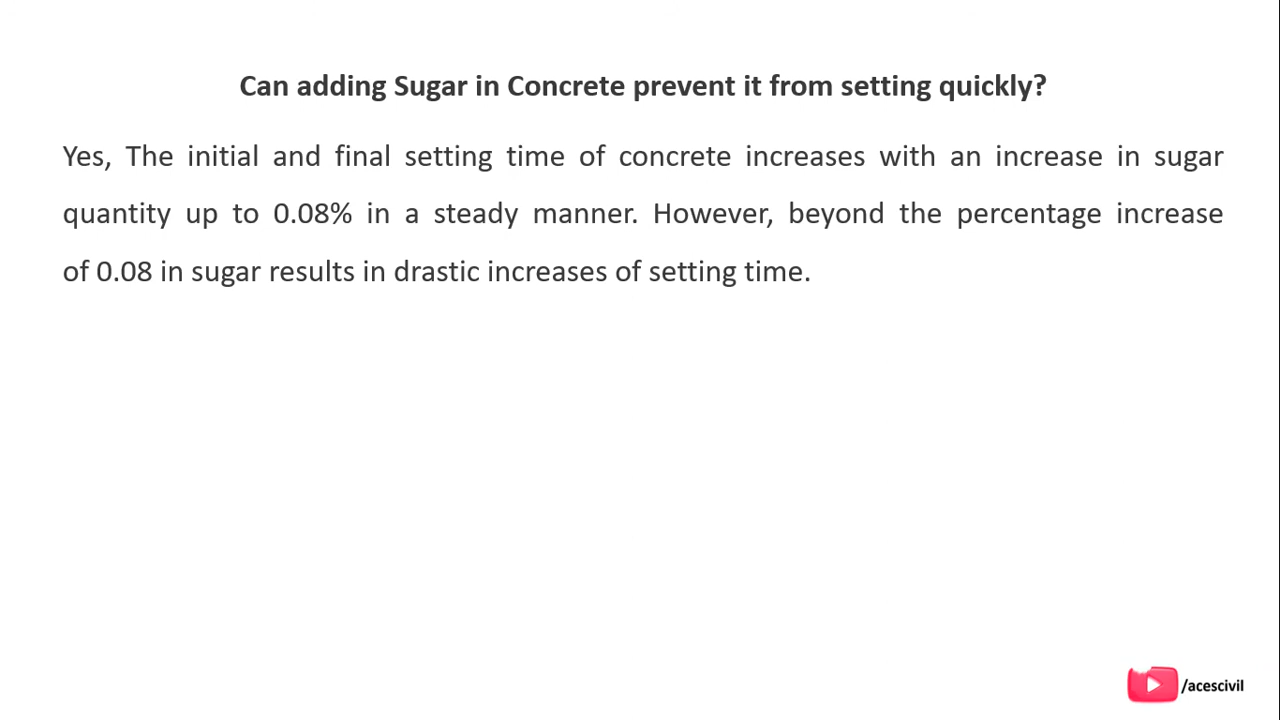 Can adding Sugar in Concrete prevent it from setting quickly?
Yes, The initial and final setting time of concrete increases with an increase in sugar
quantity up to 0.08% in a steady manner. However, beyond the percentage increase
of 0.08 in sugar results in drastic increases of setting time.
/acescivil